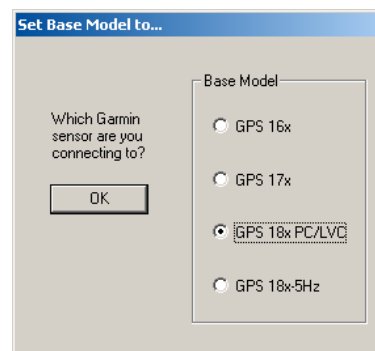 Set Base Model to...
Which Garmin
sensor are you
connecting to?
OK
Base Model
GPS 16x
GPS 17x
GPS 18x PC/LVC
GPS 18x-5Hz